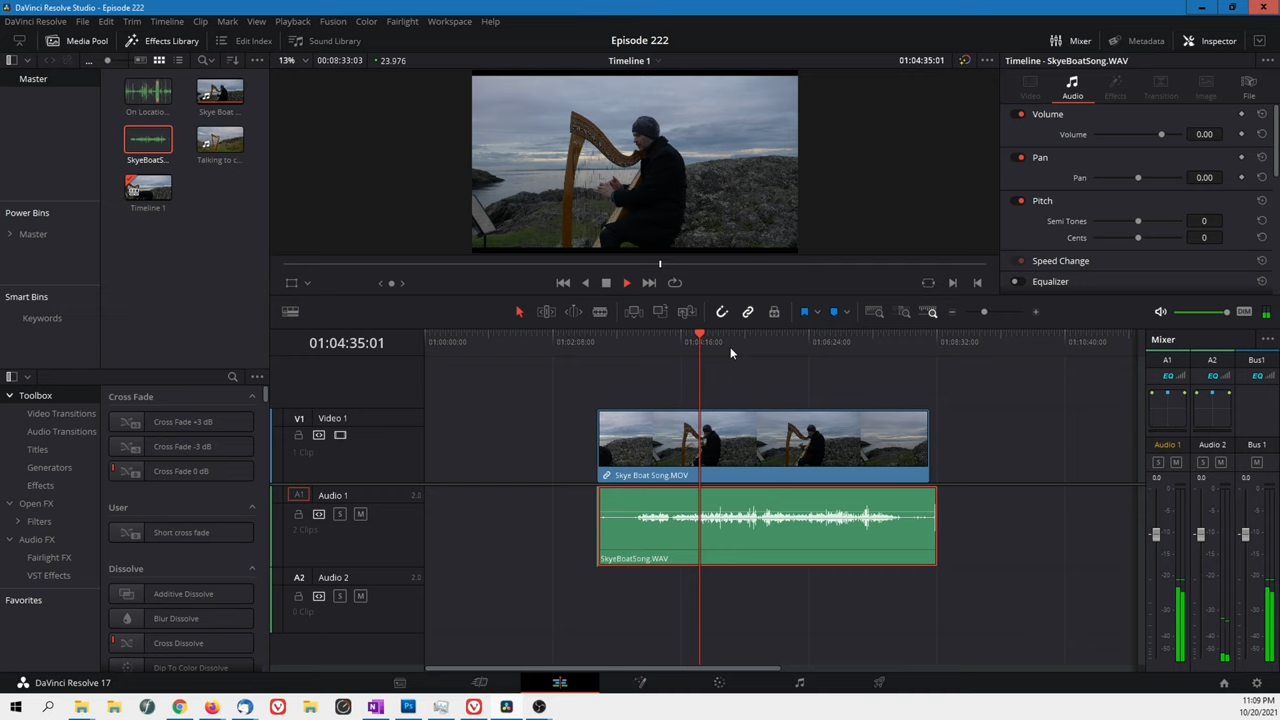 DaVinci Resolve Studio - Episode 222
DaVinci Resolve File Edit Trim Timeline Clip Mark View Playback Fusion Color Fairlight Workspace Help
Media Pool Effects Library Edit Index Sound Library Episode 222 Mixer Metadata Inspector
... 13% 00:08:33:03 23.976 Timeline 1 01:04:35:01 Timeline - SkyeBoatSong.WAV
Master
On Locatio...
Skye Boat ...
SkyeBoatS...
Talking to c...
Timeline 1
Power Bins
Master
Smart Bins
Keywords
Video Audio Effects Transition Image File
Volume
Volume 0.00
Pan
Pan 0.00
Pitch
Semi Tones 0
Cents 0
Speed Change
Equalizer
DIM
01:04:35:01
01:00:00:00 01:02:08:00 01:04:16:00 01:06:24:00 01:08:32:00 01:10:40:00
V1 Video 1
1 Clip
Skye Boat Song.MOV
A1 Audio 1 2.0
S M
2 Clips
SkyeBoatSong.WAV
A2 Audio 2 2.0
S M
0 Clip
Toolbox
Video Transitions
Audio Transitions
Titles
Generators
Effects
Open FX
Filters
Audio FX
Fairlight FX
VST Effects
Favorites
Cross Fade
Cross Fade +3 dB
Cross Fade -3 dB
Cross Fade 0 dB
User
Short cross fade
Dissolve
Additive Dissolve
Blur Dissolve
Cross Dissolve
Dip To Color Dissolve
Mixer
A1 A2 Bus1
EQ EQ EQ
Audio 1 Audio 2 Bus 1
S M S M M
0.0 0.0 0.0
DaVinci Resolve 17
11:09 PM
10/20/2021